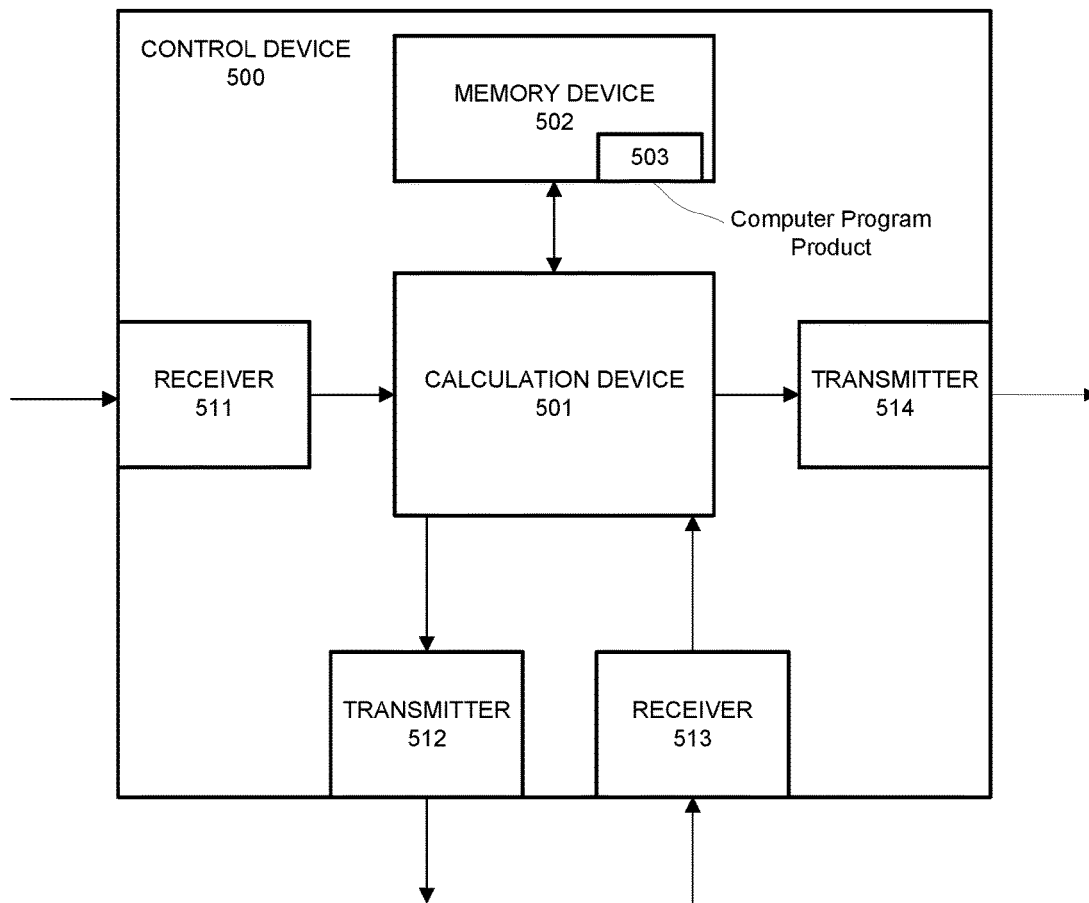 CONTROL DEVICE
500
MEMORY DEVICE
502
503
Computer Program
Product
RECEIVER
511
CALCULATION DEVICE
501
TRANSMITTER
514
TRANSMITTER
512
RECEIVER
513